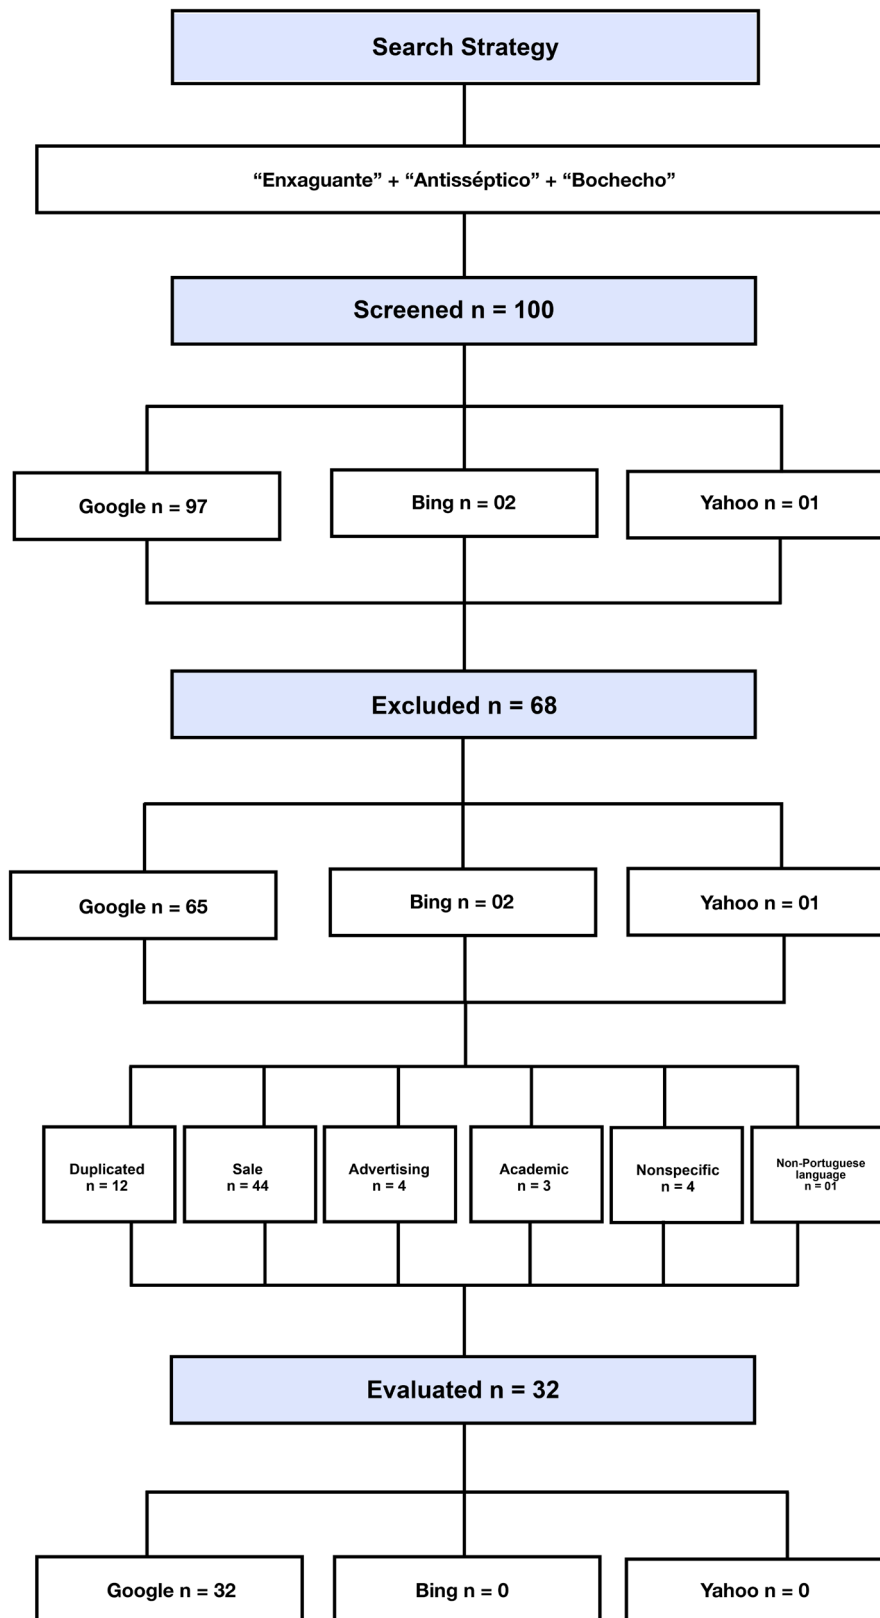 Search Strategy
“Enxaguante” + “Antisséptico” + “Bochecho”
Screened n = 100
Google n = 97
Bing n = 02
Yahoo n = 01
Excluded n = 68
Google n = 65
Bing n = 02
Yahoo n = 01
Duplicated
n = 12
Sale
n = 44
Advertising
n = 4
Academic
n = 3
Nonspecific
n = 4
Non-Portuguese
language
n = 01
Evaluated n = 32
Google n = 32
Bing n = 0
Yahoo n = 0